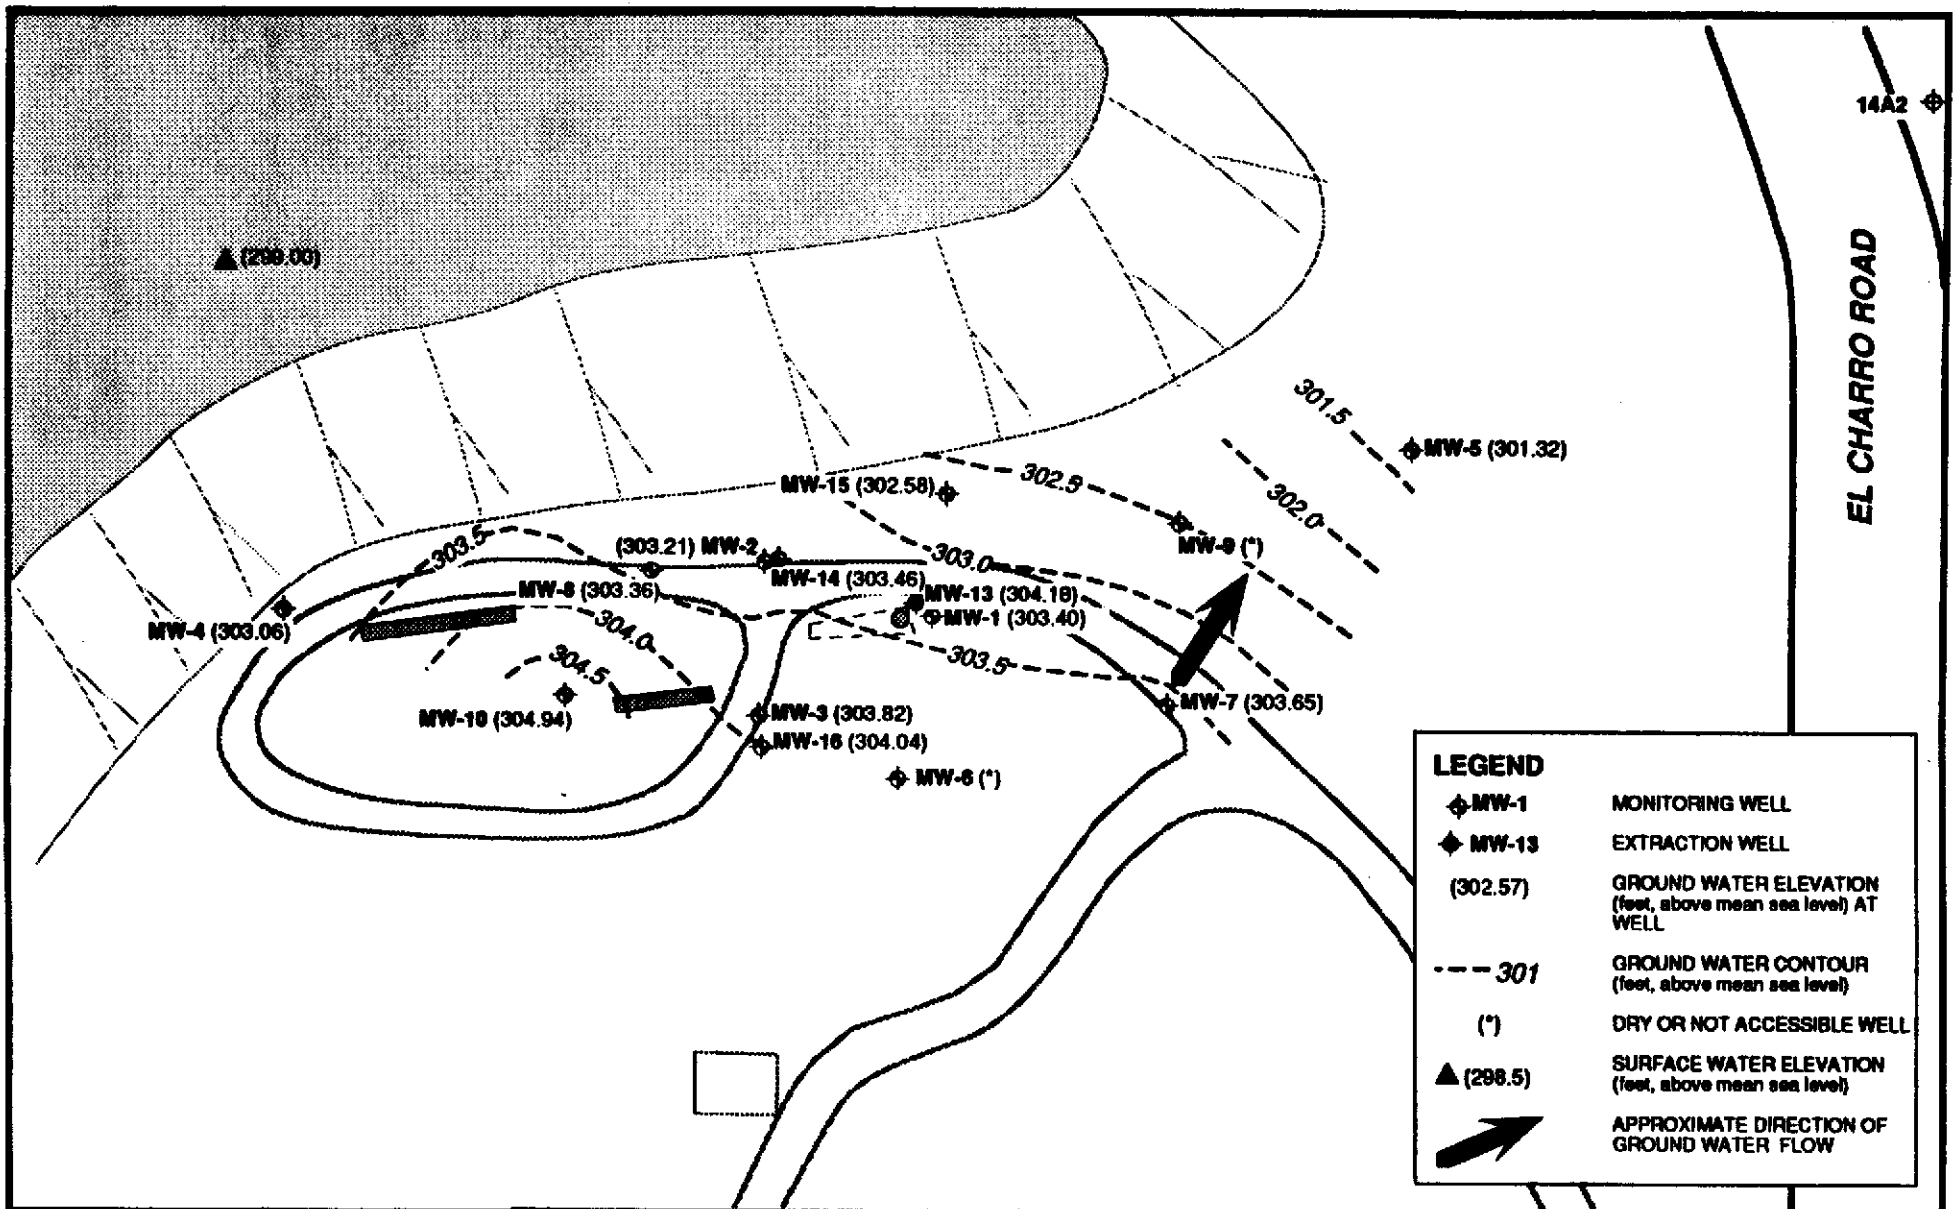 14A2
(299.00)
EL CHARRO ROAD
301.5
MW-5 (301.32)
302.5
MW-15 (302.58)
302.0
303.5
(303.21) MW-2
MW-9 (*)
303.0
MW-14 (303.46)
MW-8 (303.36)
MW-13 (304.18)
MW-1 (303.40)
MW-4 (303.06)
304.0
304.5
303.5
MW-7 (303.65)
MW-10 (304.94)
MW-3 (303.82)
MW-16 (304.04)
MW-6 (*)
LEGEND
MW-1 MONITORING WELL
MW-13 EXTRACTION WELL
(302.57) GROUND WATER ELEVATION
(feet, above mean sea level) AT
WELL
301 GROUND WATER CONTOUR
(feet, above mean sea level)
(*) DRY OR NOT ACCESSIBLE WELL
(298.5) SURFACE WATER ELEVATION
(feet, above mean sea level)
APPROXIMATE DIRECTION OF
GROUND WATER FLOW